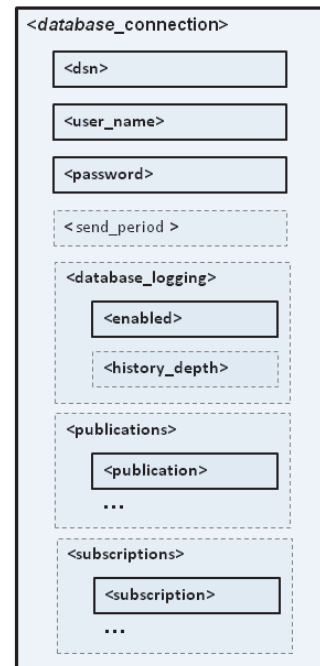 <database_connection>
<dsn>
<user_name>
<password>
< send_period >
<database_logging>
<enabled>
<history_depth>
<publications>
<publication>
...
<subscriptions>
<subscription>
...